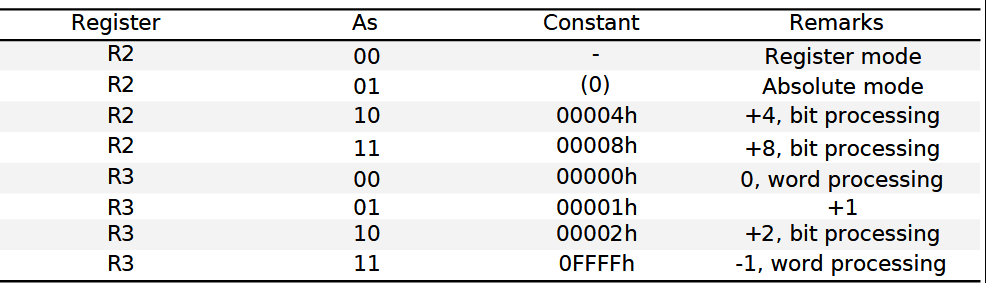 Register As Constant Remarks
R2 00 - Register mode
R2 01 (0) Absolute mode
R2 10 00004h +4, bit processing
R2 11 00008h +8, bit processing
R3 00 00000h 0, word processing
R3 01 00001h +1
R3 10 00002h +2, bit processing
R3 11 0FFFFh -1, word processing